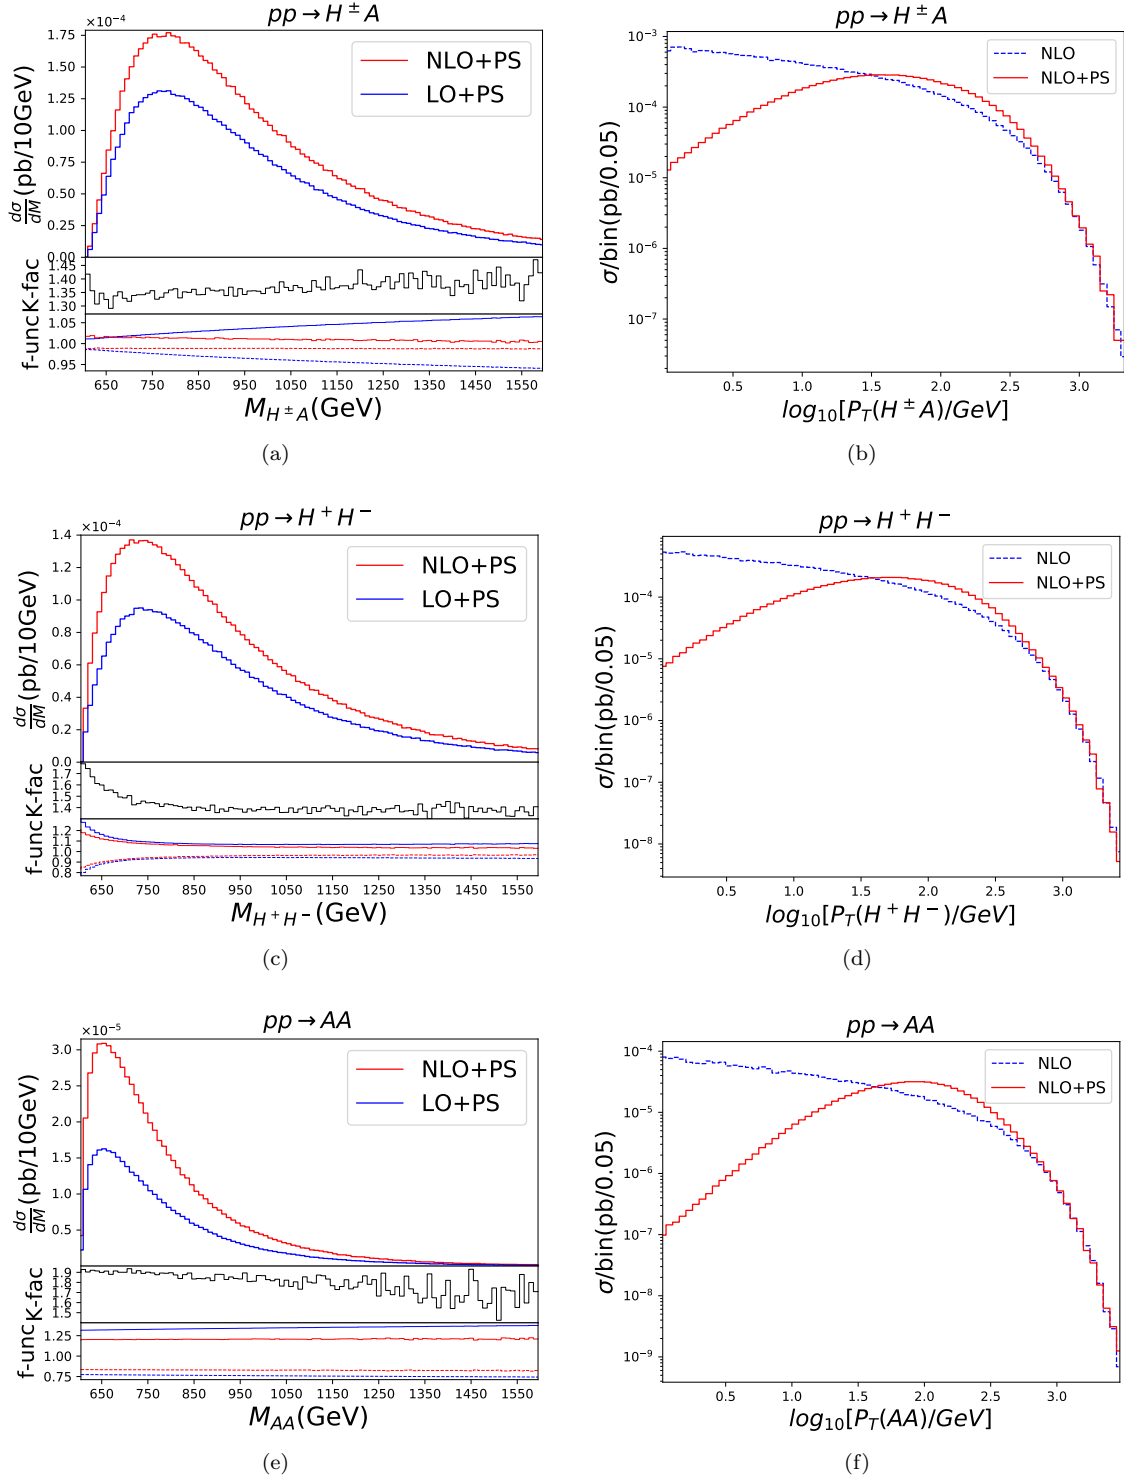 pp → H ± A
×10⁻⁴
1.75
1.50
1.25
1.00
0.75
0.50
0.25
0.00
dσ/dM (pb/10GeV)
NLO+PS
LO+PS
1.45
1.40
1.35
1.30
K-fac
1.05
1.00
0.95
f-unc
650 750 850 950 1050 1150 1250 1350 1450 1550
M_{H ± A}(GeV)
(a)
pp → H ± A
10⁻³
10⁻⁴
10⁻⁵
10⁻⁶
10⁻⁷
σ/bin(pb/0.05)
NLO
NLO+PS
0.5 1.0 1.5 2.0 2.5 3.0
log₁₀[P_T(H ± A)/GeV]
(b)
pp → H⁺H⁻
×10⁻⁴
1.4
1.2
1.0
0.8
0.6
0.4
0.2
0.0
dσ/dM (pb/10GeV)
NLO+PS
LO+PS
1.7
1.6
1.5
1.4
K-fac
1.2
1.1
1.0
0.9
0.8
f-unc
650 750 850 950 1050 1150 1250 1350 1450 1550
M_{H⁺H⁻}(GeV)
(c)
pp → H⁺H⁻
10⁻⁴
10⁻⁵
10⁻⁶
10⁻⁷
10⁻⁸
σ/bin(pb/0.05)
NLO
NLO+PS
0.5 1.0 1.5 2.0 2.5 3.0
log₁₀[P_T(H⁺H⁻)/GeV]
(d)
pp → AA
×10⁻⁵
3.0
2.5
2.0
1.5
1.0
0.5
dσ/dM (pb/10GeV)
NLO+PS
LO+PS
1.9
1.8
1.7
1.6
1.5
K-fac
1.25
1.00
0.75
f-unc
650 750 850 950 1050 1150 1250 1350 1450 1550
M_{AA}(GeV)
(e)
pp → AA
10⁻⁴
10⁻⁵
10⁻⁶
10⁻⁷
10⁻⁸
10⁻⁹
σ/bin(pb/0.05)
NLO
NLO+PS
0.5 1.0 1.5 2.0 2.5 3.0
log₁₀[P_T(AA)/GeV]
(f)